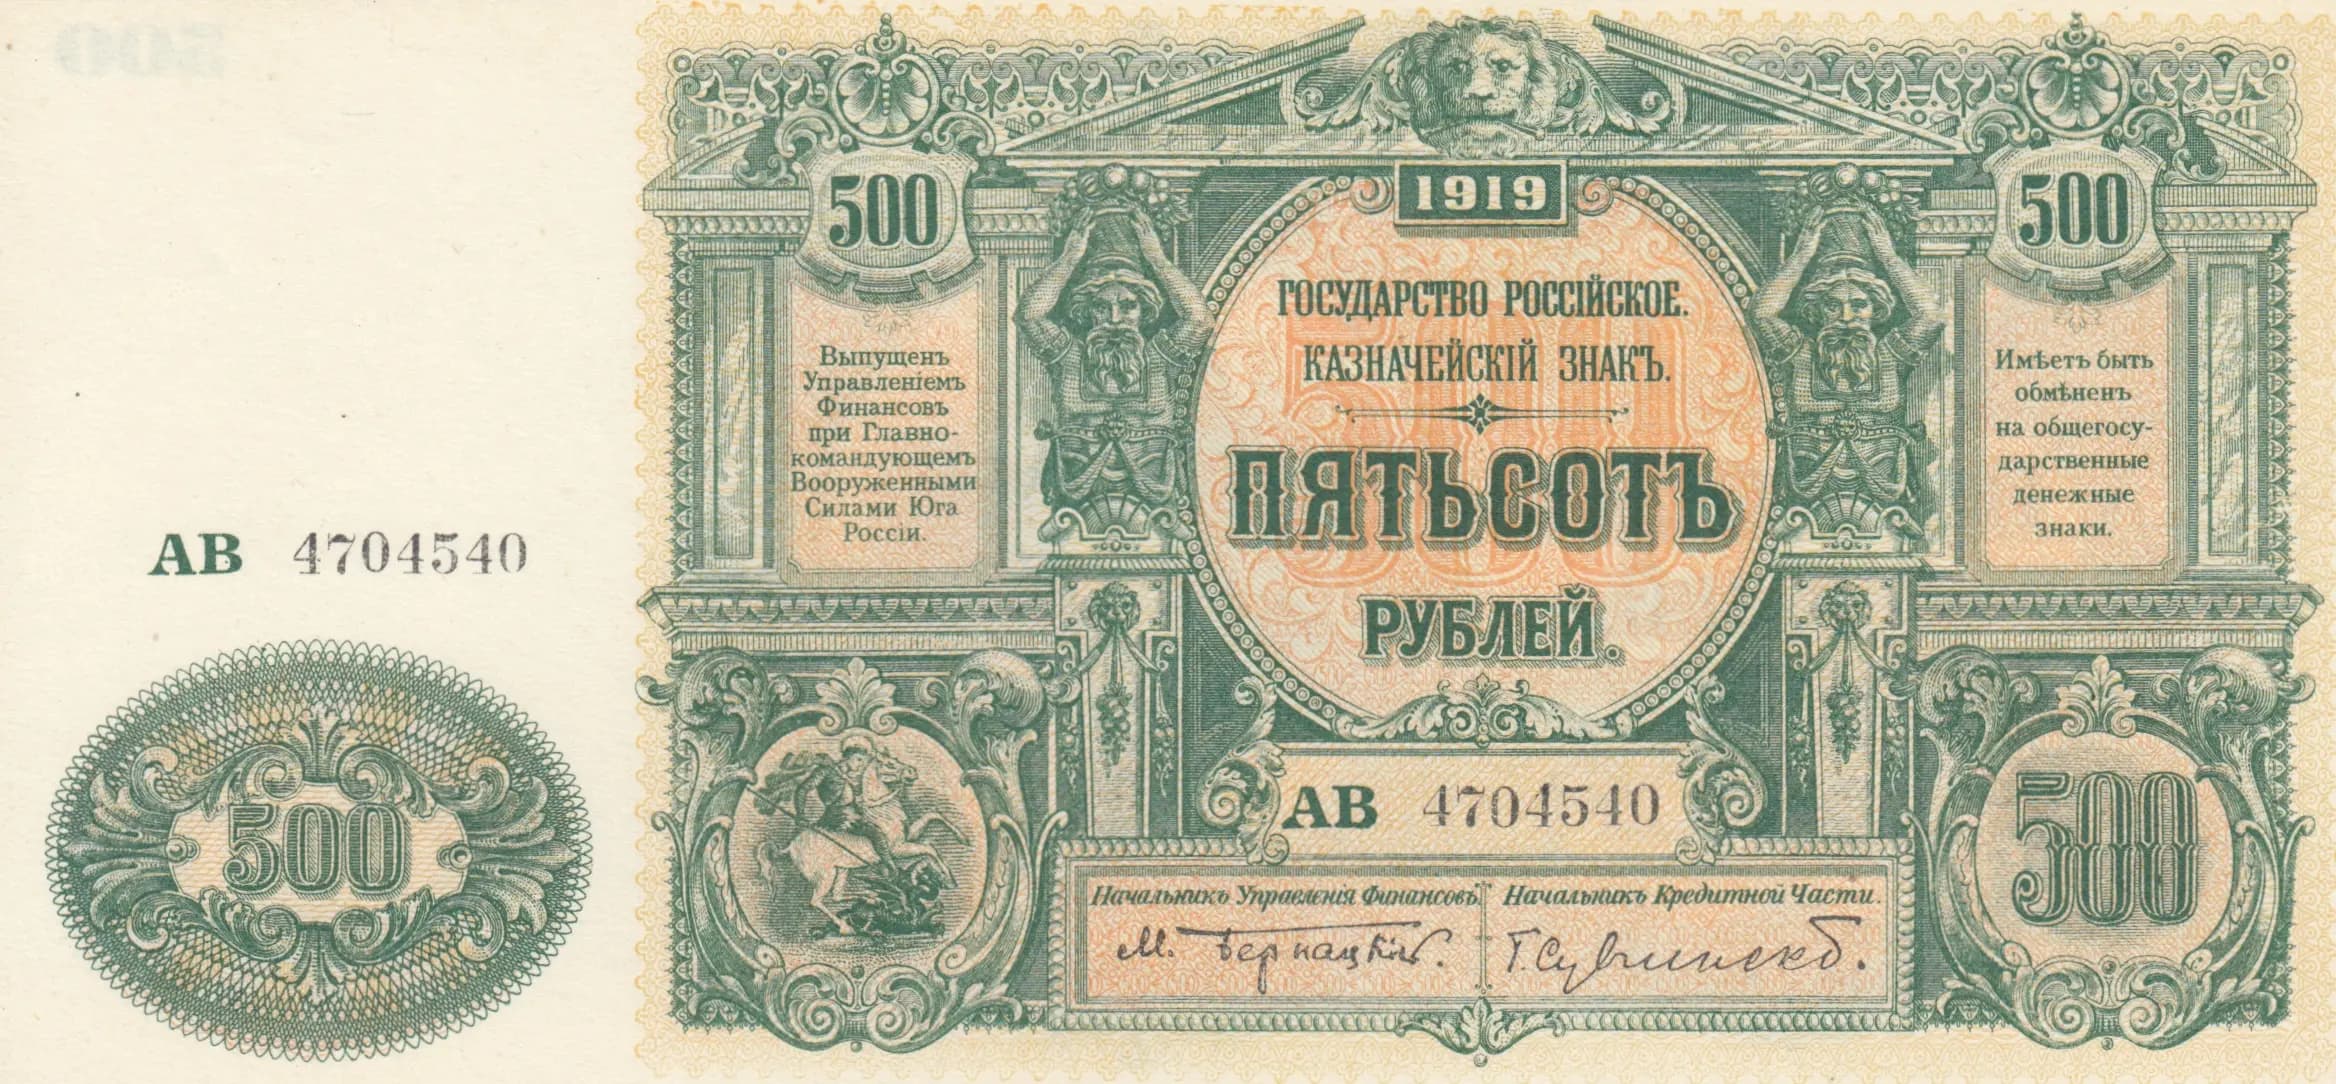 500
1919
500
ГОСУДАРСТВО РОССІЙСКОЕ.
КАЗНАЧЕЙСКІЙ ЗНАКЪ.
ПЯТЬСОТЪ
РУБЛЕЙ.
Выпущенъ
Управленіемъ
Финансовъ
при Главно-
командующемъ
Вооруженными
Силами Юга
Россіи.
Имѣетъ быть
обмѣненъ
на общегосу-
дарственные
денежные
знаки.
АВ 4704540
500
АВ 4704540
500
Начальникъ Управленія Финансовъ
М. Бернацкій.
Начальникъ Кредитной Части.